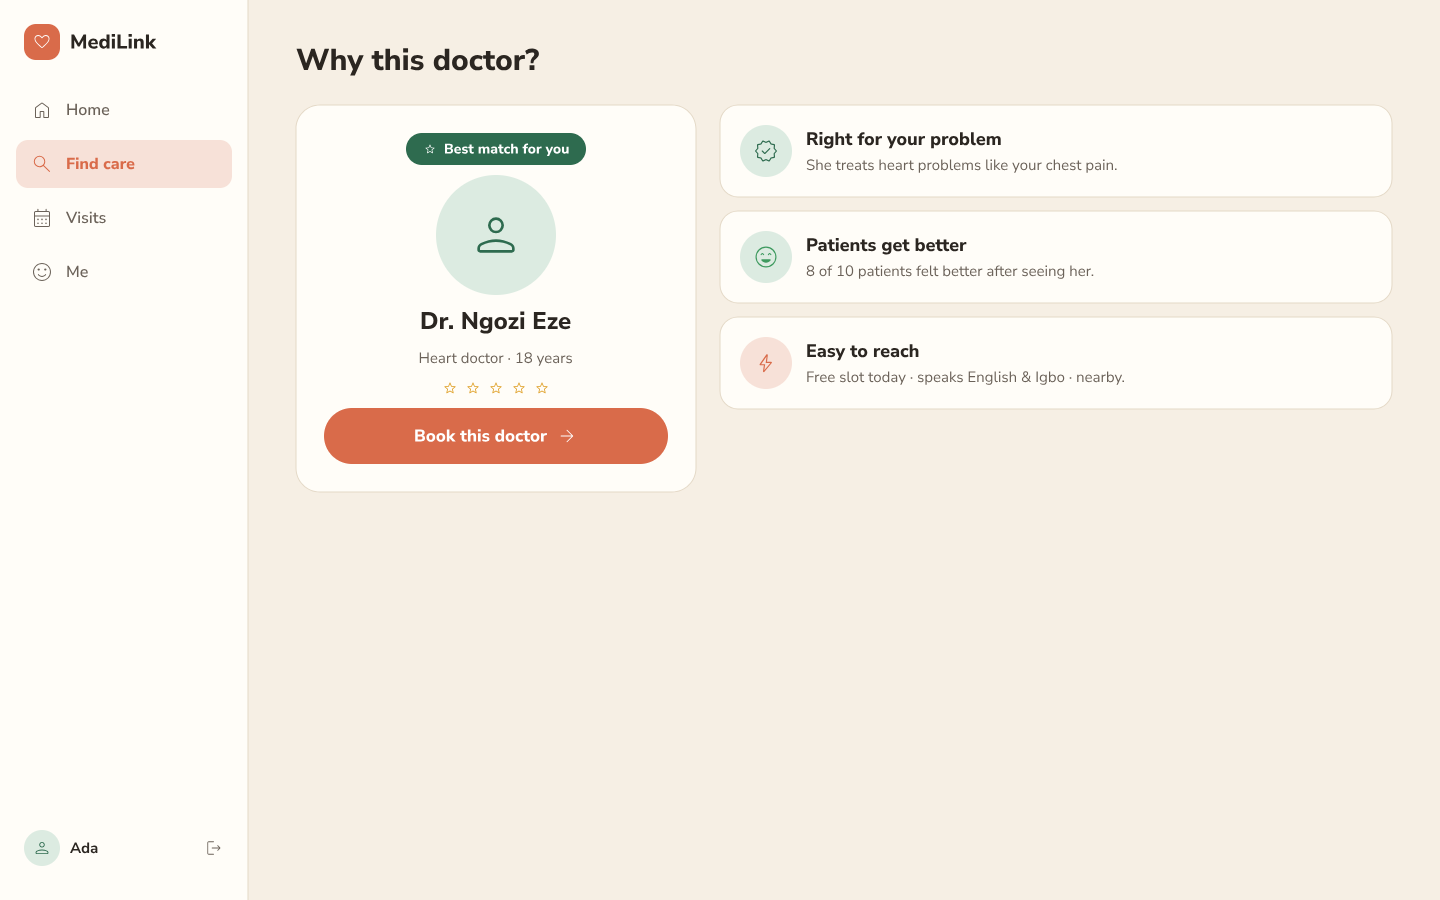 MediLink
Home
Find care
Visits
Me
Ada
Why this doctor?
Best match for you
Dr. Ngozi Eze
Heart doctor · 18 years
Book this doctor
Right for your problem
She treats heart problems like your chest pain.
Patients get better
8 of 10 patients felt better after seeing her.
Easy to reach
Free slot today · speaks English & Igbo · nearby.